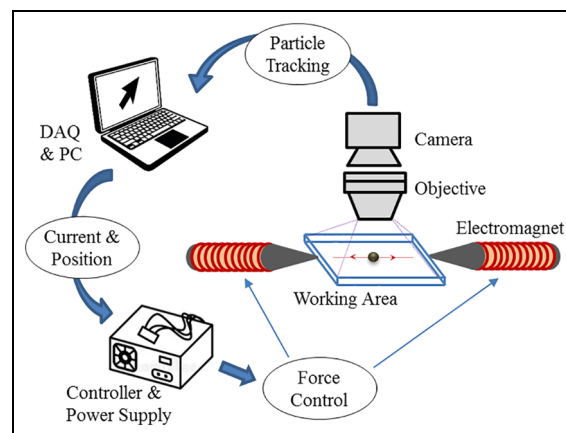 Particle
Tracking
DAQ
& PC
Camera
Objective
Electromagnet
Current &
Position
Working Area
Controller &
Power Supply
Force
Control